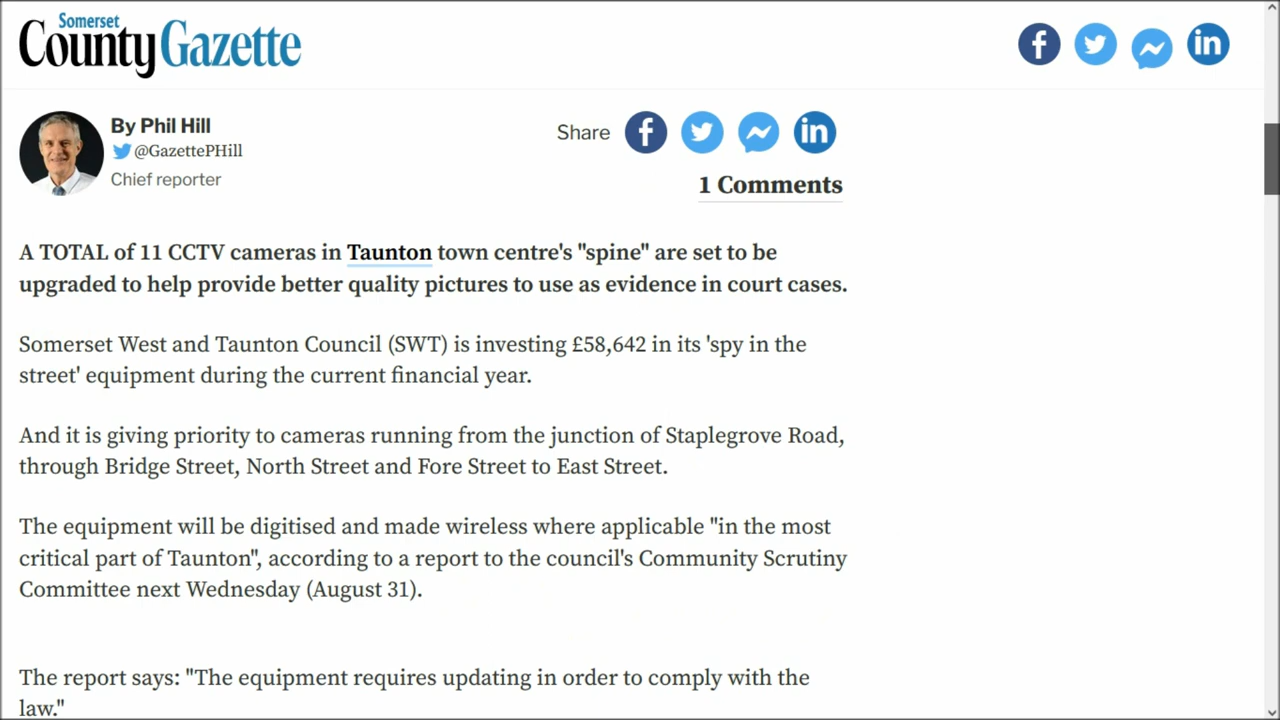 Somerset
County Gazette
By Phil Hill
@GazettePHill
Chief reporter
Share
1 Comments
A TOTAL of 11 CCTV cameras in Taunton town centre's "spine" are set to be
upgraded to help provide better quality pictures to use as evidence in court cases.
Somerset West and Taunton Council (SWT) is investing £58,642 in its 'spy in the
street' equipment during the current financial year.
And it is giving priority to cameras running from the junction of Staplegrove Road,
through Bridge Street, North Street and Fore Street to East Street.
The equipment will be digitised and made wireless where applicable "in the most
critical part of Taunton", according to a report to the council's Community Scrutiny
Committee next Wednesday (August 31).
The report says: "The equipment requires updating in order to comply with the
law."